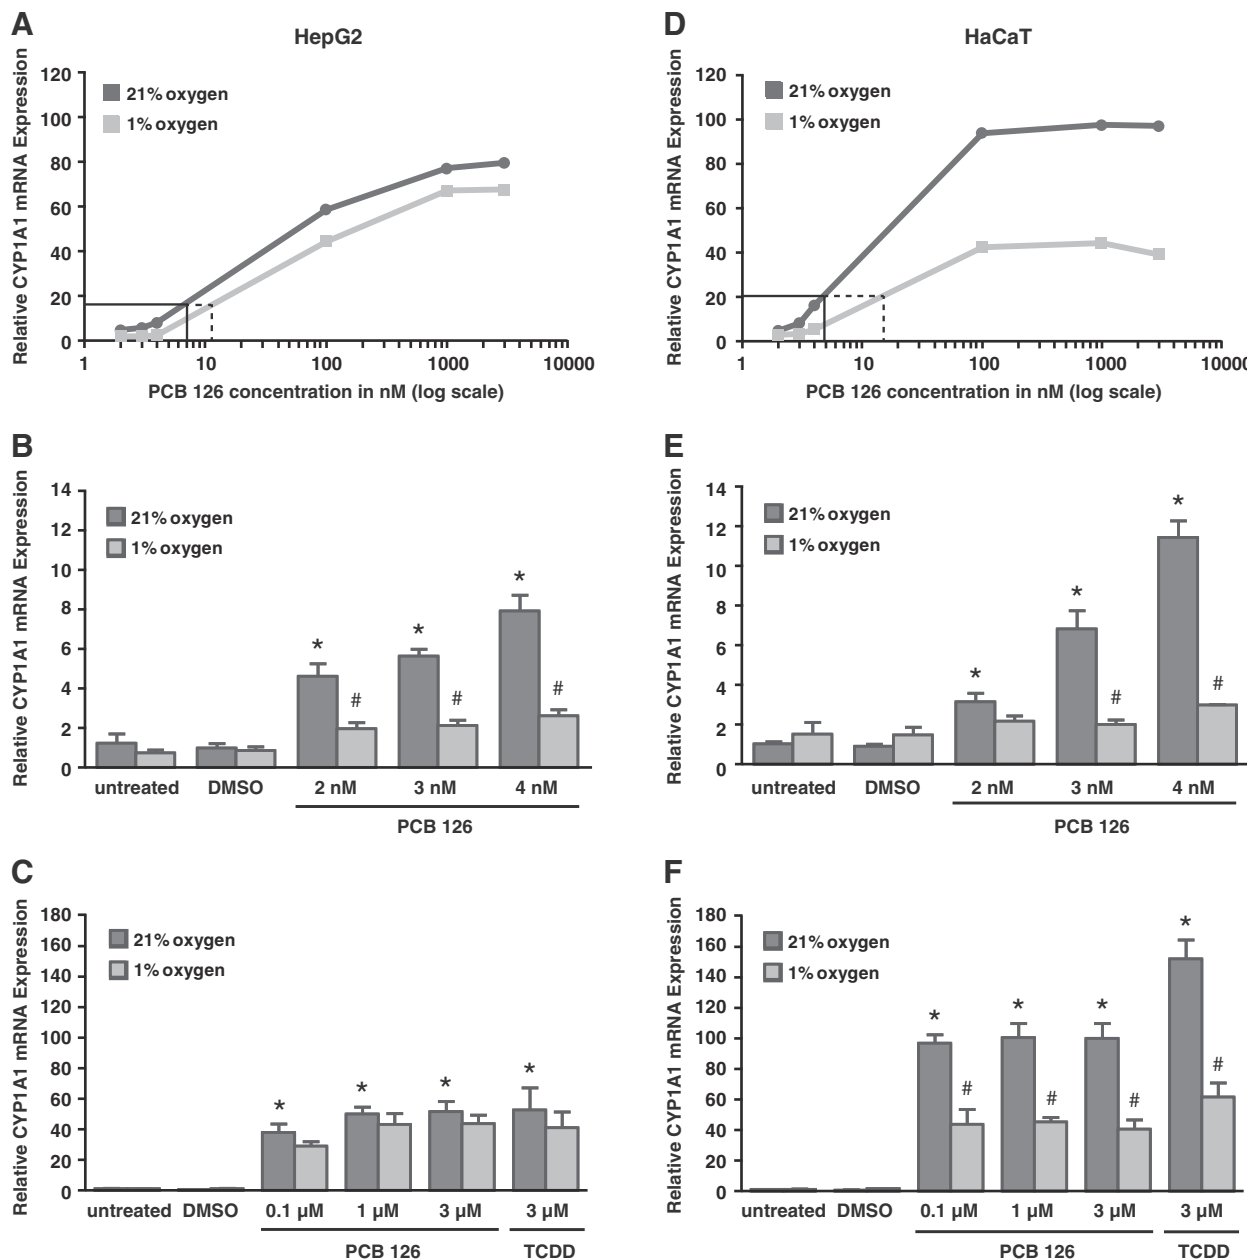 A
HepG2
Relative CYP1A1 mRNA Expression
120
100
80
60
40
20
0
21% oxygen
1% oxygen
1 10 100 1000 10000
PCB 126 concentration in nM (log scale)
D
HaCaT
Relative CYP1A1 mRNA Expression
120
100
80
60
40
20
0
21% oxygen
1% oxygen
1 10 100 1000 10000
PCB 126 concentration in nM (log scale)
B
Relative CYP1A1 mRNA Expression
14
12
10
8
6
4
2
0
21% oxygen
1% oxygen
* * *
# # #
untreated DMSO 2 nM 3 nM 4 nM
PCB 126
E
Relative CYP1A1 mRNA Expression
14
12
10
8
6
4
2
0
21% oxygen
1% oxygen
* * *
# #
untreated DMSO 2 nM 3 nM 4 nM
PCB 126
C
Relative CYP1A1 mRNA Expression
180
160
140
120
100
80
60
40
20
0
21% oxygen
1% oxygen
* * * *
untreated DMSO 0.1 µM 1 µM 3 µM 3 µM
PCB 126 TCDD
F
Relative CYP1A1 mRNA Expression
180
160
140
120
100
80
60
40
20
0
21% oxygen
1% oxygen
* * * *
# # # #
untreated DMSO 0.1 µM 1 µM 3 µM 3 µM
PCB 126 TCDD